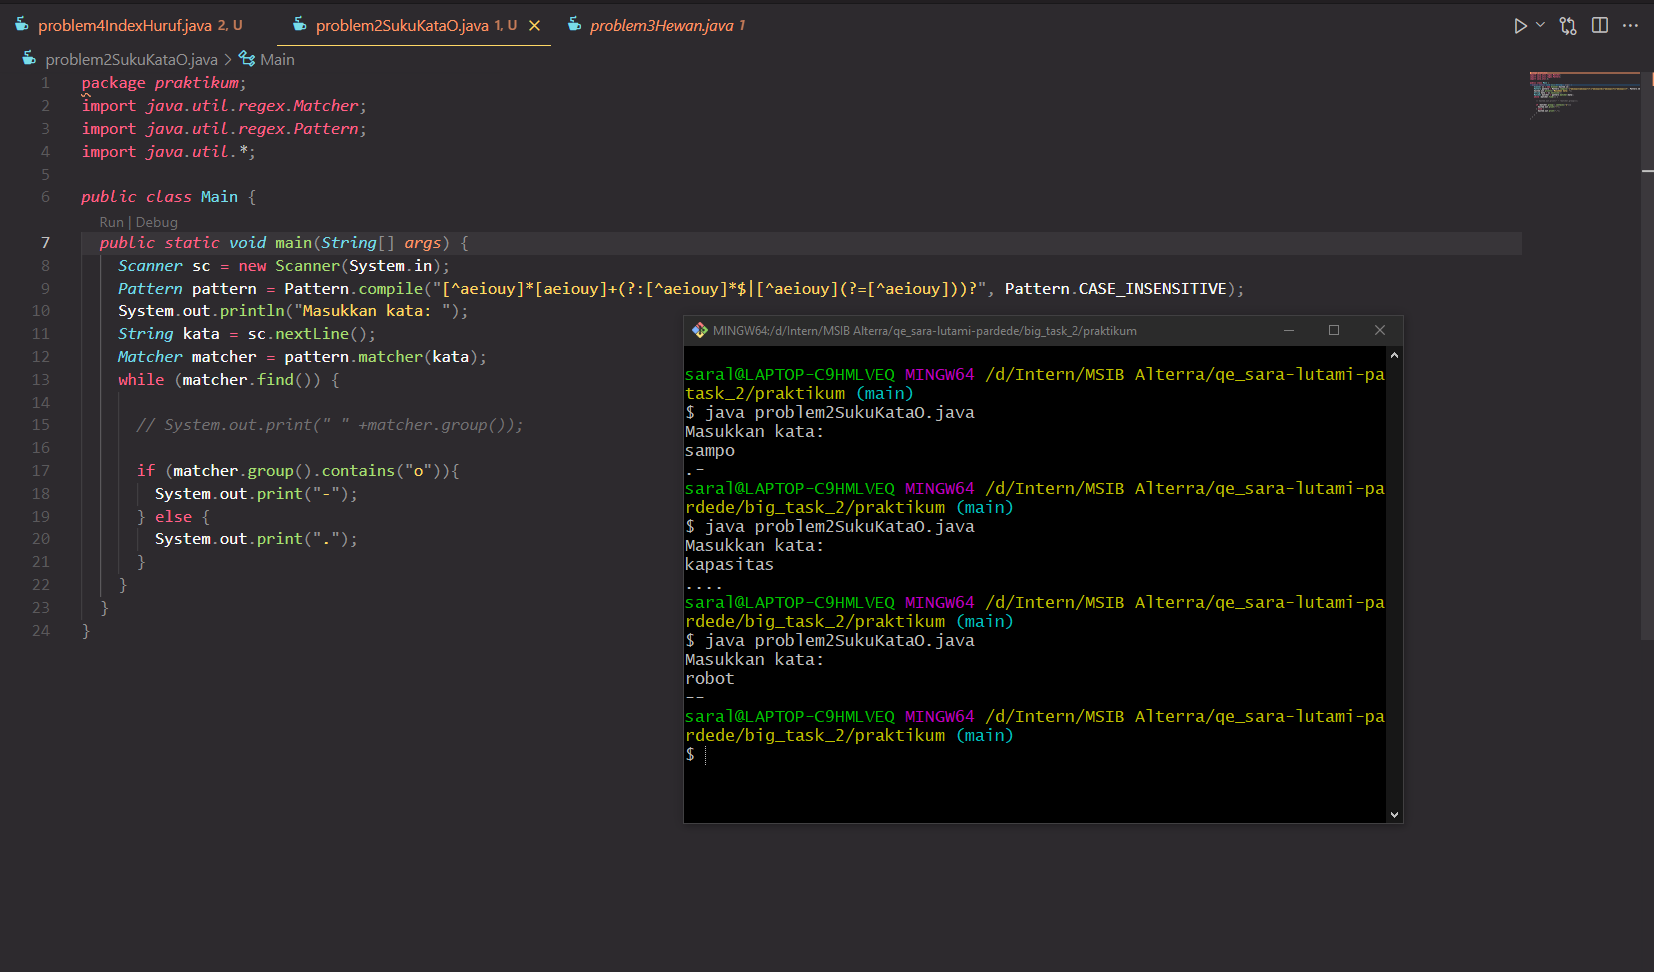 problem4IndexHuruf.java 2, U
problem2SukuKataO.java 1, U
problem3Hewan.java 1
problem2SukuKataO.java > Main
1 package praktikum;
2 import java.util.regex.Matcher;
3 import java.util.regex.Pattern;
4 import java.util.*;
5
6 public class Main {
Run | Debug
7 public static void main(String[] args) {
8 Scanner sc = new Scanner(System.in);
9 Pattern pattern = Pattern.compile("[^aeiouy]*[aeiouy]+(?:[^aeiouy]*$|[^aeiouy](?=[^aeiouy]))?", Pattern.CASE_INSENSITIVE);
10 System.out.println("Masukkan kata: ");
11 String kata = sc.nextLine();
12 Matcher matcher = pattern.matcher(kata);
13 while (matcher.find()) {
14
15 // System.out.print(" " +matcher.group());
16
17 if (matcher.group().contains("o")){
18 System.out.print("-");
19 } else {
20 System.out.print(".");
21 }
22 }
23 }
24 }
MINGW64:/d/Intern/MSIB Alterra/qe_sara-lutami-pardede/big_task_2/praktikum
saral@LAPTOP-C9HMLVEQ MINGW64 /d/Intern/MSIB Alterra/qe_sara-lutami-pa
task_2/praktikum (main)
$ java problem2SukuKataO.java
Masukkan kata:
sampo
.-
saral@LAPTOP-C9HMLVEQ MINGW64 /d/Intern/MSIB Alterra/qe_sara-lutami-pa
rdede/big_task_2/praktikum (main)
$ java problem2SukuKataO.java
Masukkan kata:
kapasitas
....
saral@LAPTOP-C9HMLVEQ MINGW64 /d/Intern/MSIB Alterra/qe_sara-lutami-pa
rdede/big_task_2/praktikum (main)
$ java problem2SukuKataO.java
Masukkan kata:
robot
--
saral@LAPTOP-C9HMLVEQ MINGW64 /d/Intern/MSIB Alterra/qe_sara-lutami-pa
rdede/big_task_2/praktikum (main)
$